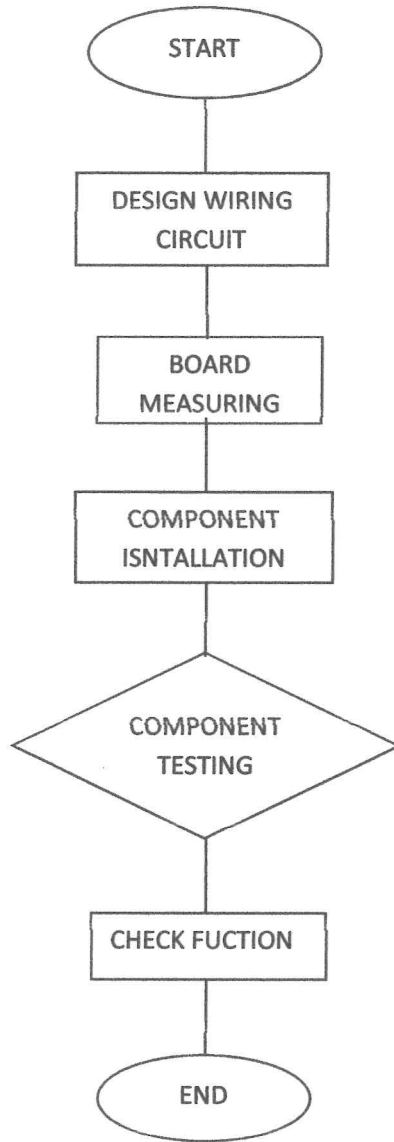 START
DESIGN WIRING
CIRCUIT
BOARD
MEASURING
COMPONENT
ISNTALLATION
COMPONENT
TESTING
CHECK FUCTION
END